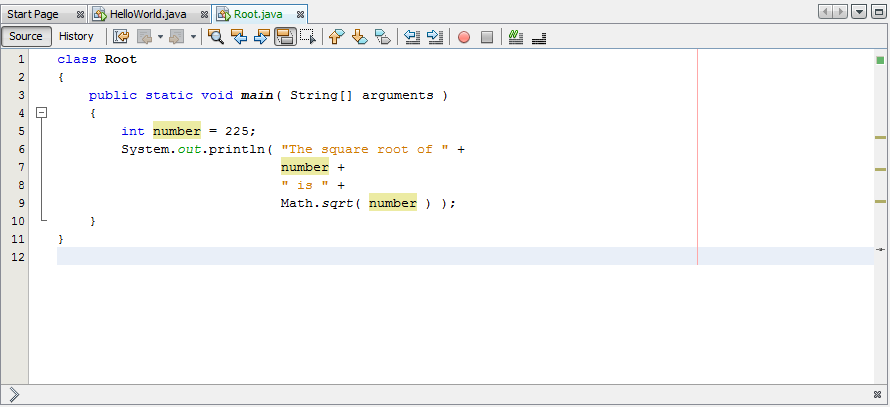 Start Page HelloWorld.java Root.java
Source History
1 class Root
2 {
3 public static void main( String[] arguments )
4 {
5 int number = 225;
6 System.out.println( "The square root of " +
7 number +
8 " is " +
9 Math.sqrt( number ) );
10 }
11 }
12